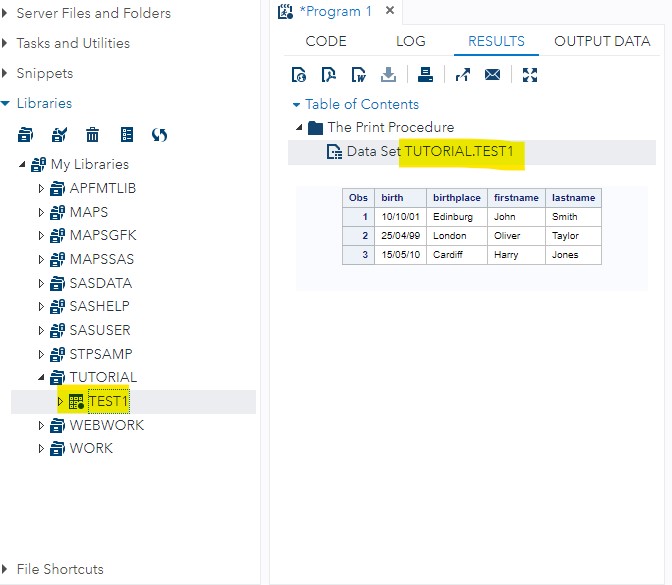 Server Files and Folders
Tasks and Utilities
Snippets
Libraries
My Libraries
APFMTLIB
MAPS
MAPSGFK
MAPSSAS
SASDATA
SASHELP
SASUSER
STPSAMP
TUTORIAL
TEST1
WEBWORK
WORK
File Shortcuts
*Program 1
CODE LOG RESULTS OUTPUT DATA
Table of Contents
The Print Procedure
Data Set TUTORIAL.TEST1
Obs birth birthplace firstname lastname
1 10/10/01 Edinburg John Smith
2 25/04/99 London Oliver Taylor
3 15/05/10 Cardiff Harry Jones